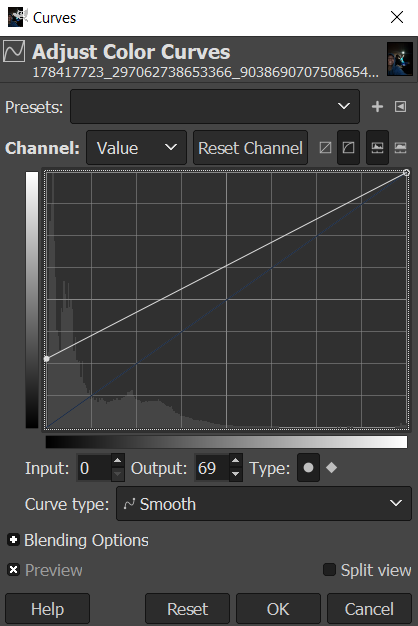 Curves
Adjust Color Curves
178417723_297062738653366_9038690707508654...
Presets:
Channel: Value Reset Channel
Input: 0 Output: 69 Type:
Curve type: Smooth
Blending Options
Preview Split view
Help Reset OK Cancel